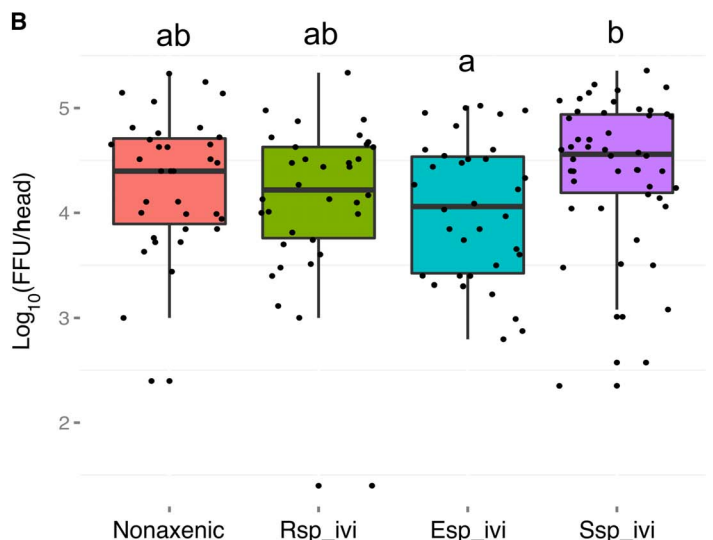 B
ab ab a b
Log10(FFU/head)
5
4
3
2
Nonaxenic Rsp_ivi Esp_ivi Ssp_ivi